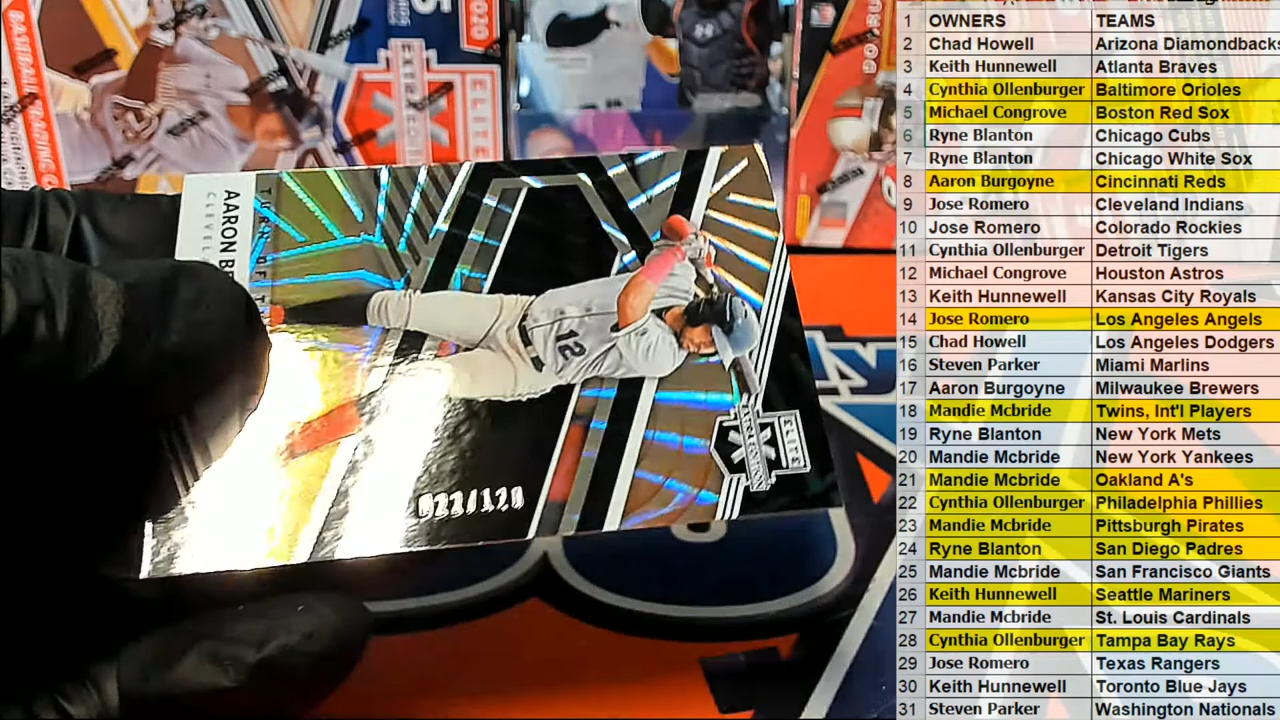 1 OWNERS TEAMS
2 Chad Howell Arizona Diamondbacks
3 Keith Hunnewell Atlanta Braves
4 Cynthia Ollenburger Baltimore Orioles
5 Michael Congrove Boston Red Sox
6 Ryne Blanton Chicago Cubs
7 Ryne Blanton Chicago White Sox
8 Aaron Burgoyne Cincinnati Reds
9 Jose Romero Cleveland Indians
10 Jose Romero Colorado Rockies
11 Cynthia Ollenburger Detroit Tigers
12 Michael Congrove Houston Astros
13 Keith Hunnewell Kansas City Royals
14 Jose Romero Los Angeles Angels
15 Chad Howell Los Angeles Dodgers
16 Steven Parker Miami Marlins
17 Aaron Burgoyne Milwaukee Brewers
18 Mandie Mcbride Twins, Int'l Players
19 Ryne Blanton New York Mets
20 Mandie Mcbride New York Yankees
21 Mandie Mcbride Oakland A's
22 Cynthia Ollenburger Philadelphia Phillies
23 Mandie Mcbride Pittsburgh Pirates
24 Ryne Blanton San Diego Padres
25 Mandie Mcbride San Francisco Giants
26 Keith Hunnewell Seattle Mariners
27 Mandie Mcbride St. Louis Cardinals
28 Cynthia Ollenburger Tampa Bay Rays
29 Jose Romero Texas Rangers
30 Keith Hunnewell Toronto Blue Jays
31 Steven Parker Washington Nationals
2020
ELITE
AARON
12
ELITE
EXTRA EDITION
022/120